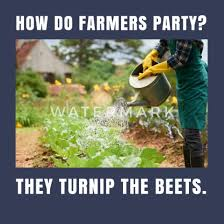 HOW DO FARMERS PARTY?
WATERMARK
THEY TURNIP THE BEETS.